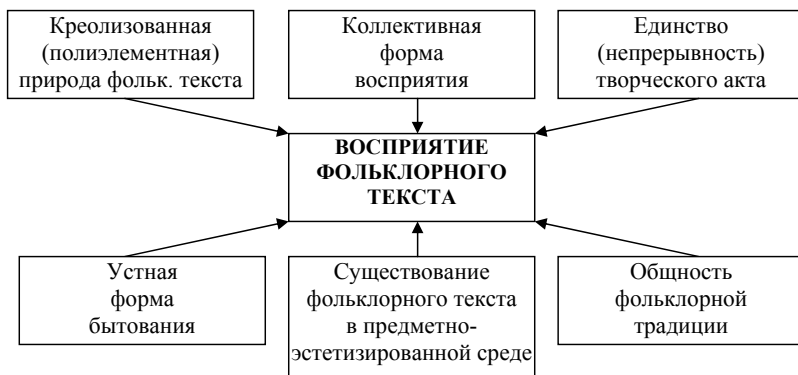 Креолизованная
(полиэлементная)
природа фольк. текста
Коллективная
форма
восприятия
Единство
(непрерывность)
творческого акта
ВОСПРИЯТИЕ
ФОЛЬКЛОРНОГО
ТЕКСТА
Устная
форма
бытования
Существование
фольклорного текста
в предметно-
эстетизированной среде
Общность
фольклорной
традиции